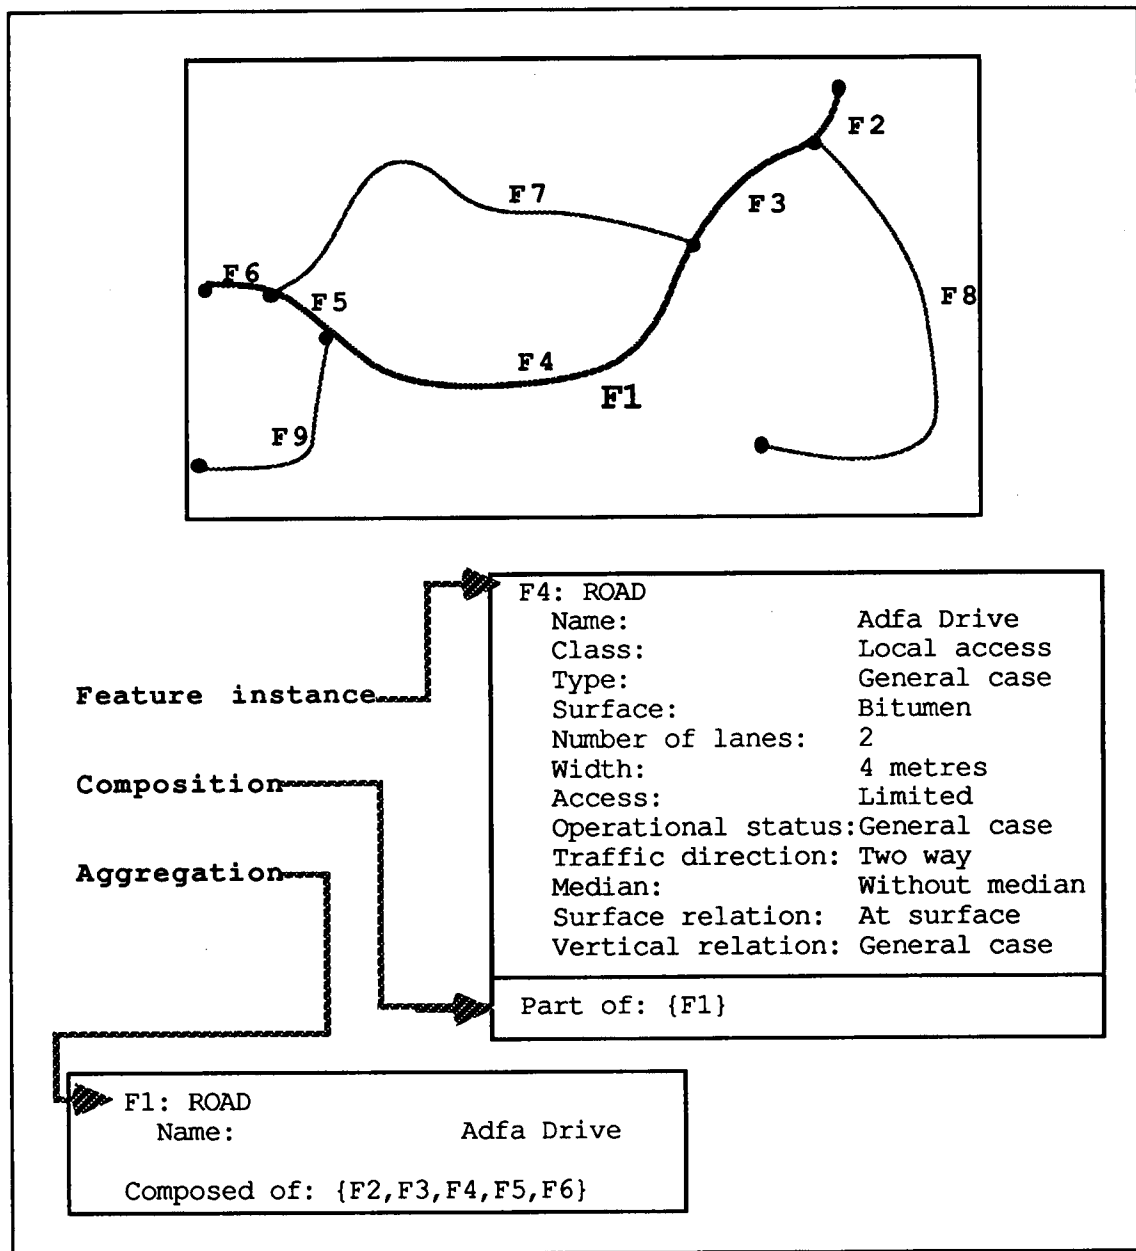 F2
F7
F3
F6
F5
F8
F4
F1
F9
F4: ROAD
Name: Adfa Drive
Class: Local access
Type: General case
Surface: Bitumen
Number of lanes: 2
Width: 4 metres
Access: Limited
Operational status: General case
Traffic direction: Two way
Median: Without median
Surface relation: At surface
Vertical relation: General case
Part of: {F1}
Feature instance
Composition
Aggregation
F1: ROAD
Name: Adfa Drive
Composed of: {F2,F3,F4,F5,F6}